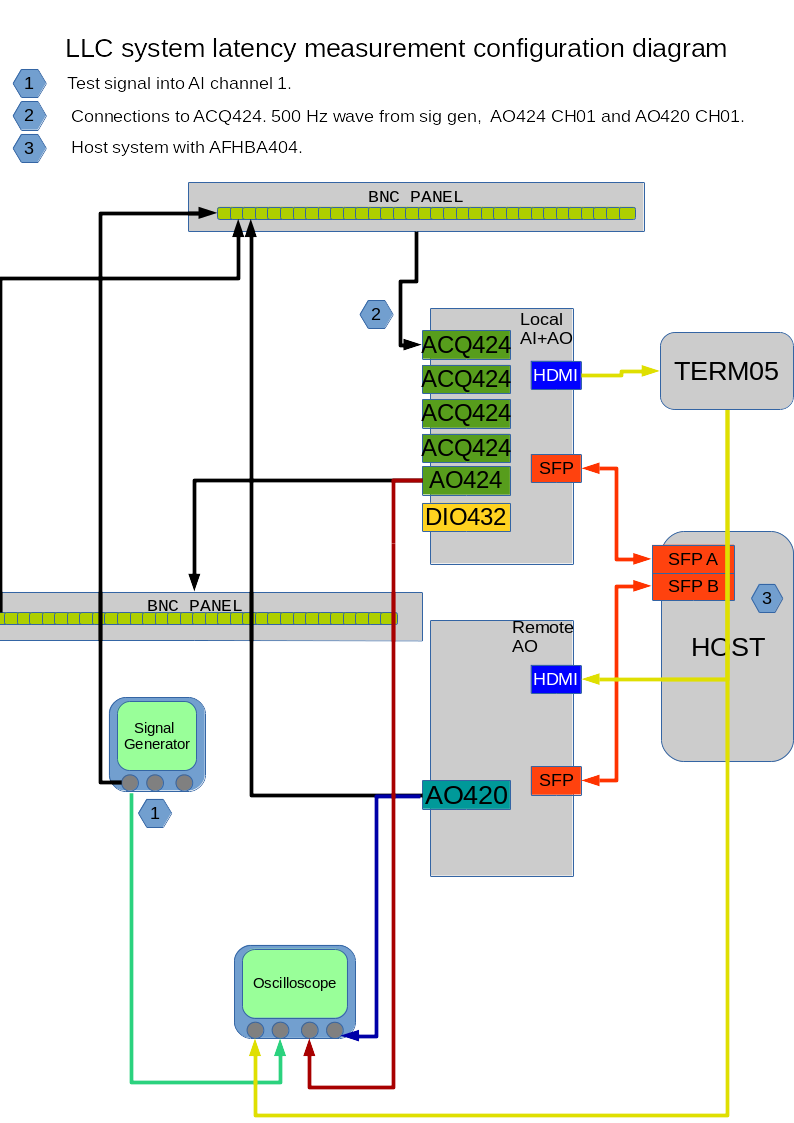 LLC system latency measurement configuration diagram
1 Test signal into AI channel 1.
2 Connections to ACQ424. 500 Hz wave from sig gen, AO424 CH01 and AO420 CH01.
3 Host system with AFHBA404.
BNC PANEL
2
Local
AI+AO
ACQ424
HDMI
TERM05
ACQ424
ACQ424
ACQ424
SFP
AO424
DIO432
SFP A
SFP B
3
HOST
BNC PANEL
Remote
AO
HDMI
Signal
Generator
SFP
AO420
1
Oscilloscope